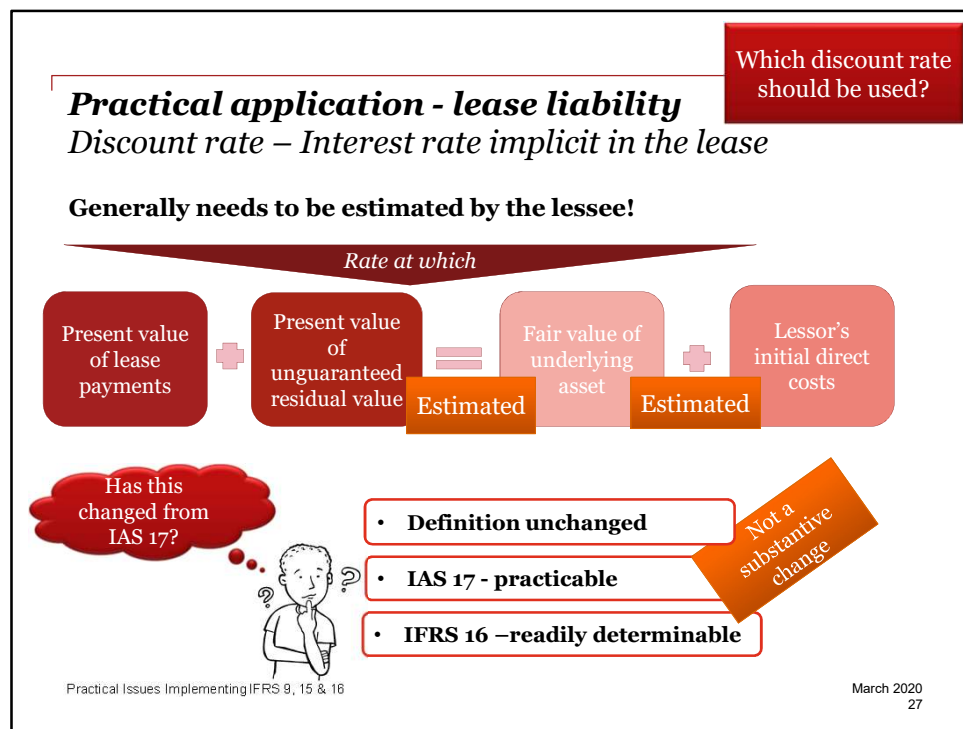 Which discount rate
should be used?
Practical application - lease liability
Discount rate – Interest rate implicit in the lease
Generally needs to be estimated by the lessee!
Rate at which
Present value
of lease
payments
Present value
of
unguaranteed
residual value
Fair value of
underlying
asset
Lessor's
initial direct
costs
Estimated
Estimated
Has this
changed from
IAS 17?
? ?
• Definition unchanged
• IAS 17 - practicable
• IFRS 16 –readily determinable
Not a
substantive
change
Practical Issues Implementing IFRS 9, 15 & 16
March 2020
27